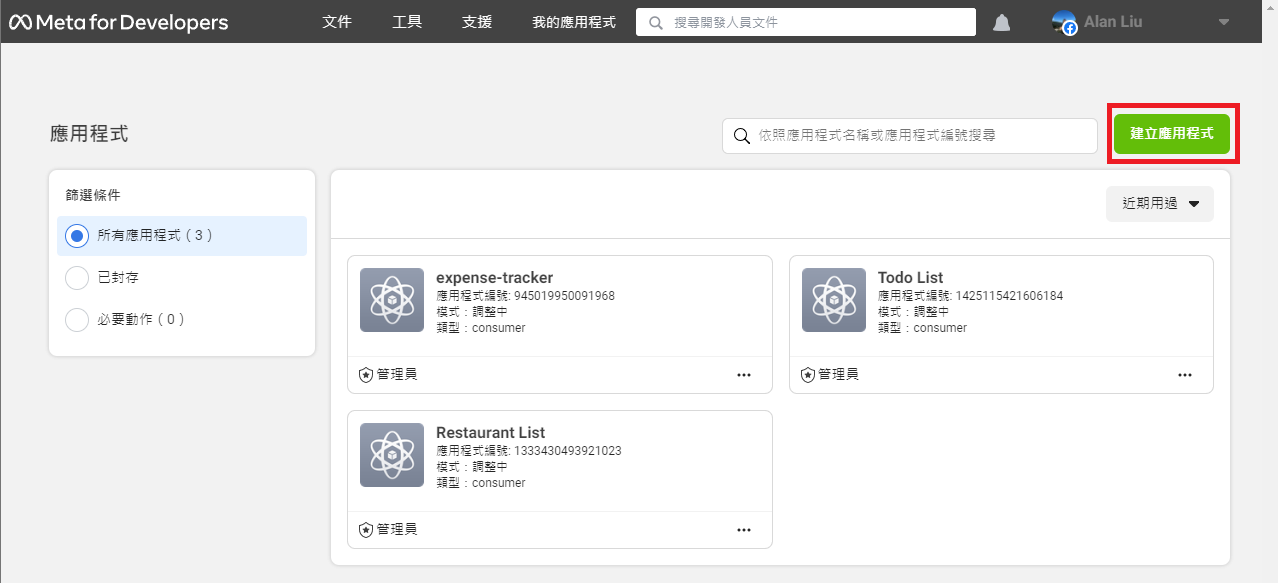 Meta for Developers 文件 工具 支援 我的應用程式 搜尋開發人員文件 Alan Liu
應用程式
依照應用程式名稱或應用程式編號搜尋
建立應用程式
篩選條件
所有應用程式（3）
已封存
必要動作（0）
近期用過
expense-tracker
應用程式編號: 945019950091968
模式：調整中
類型：consumer
管理員
Todo List
應用程式編號: 1425115421606184
模式：調整中
類型：consumer
管理員
Restaurant List
應用程式編號: 1333430493921023
模式：調整中
類型：consumer
管理員